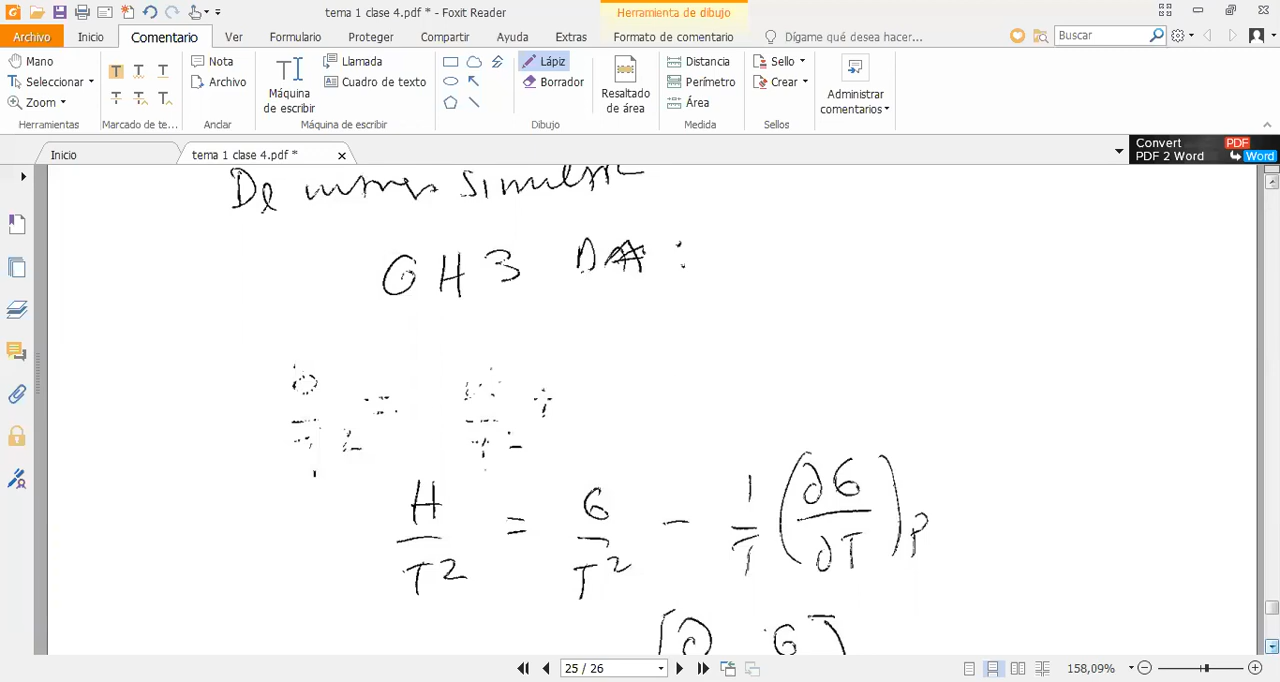 tema 1 clase 4.pdf * - Foxit Reader
Herramienta de dibujo
Archivo Inicio Comentario Ver Formulario Proteger Compartir Ayuda Extras Formato de comentario Dígame qué desea hacer... Buscar
Mano
Seleccionar
Zoom
Herramientas
Marcado de te...
Nota
Archivo
Anclar
Máquina de escribir
Llamada
Cuadro de texto
Máquina de escribir
Lápiz
Borrador
Dibujo
Resaltado de área
Distancia
Perímetro
Área
Medida
Sello
Crear
Sellos
Administrar comentarios
Inicio
tema 1 clase 4.pdf *
Convert PDF
PDF 2 Word Word
De
GH3 :
H/T² = G/T² - 1/T (∂G/∂T)P
[∂ G]
25 / 26
158,09%